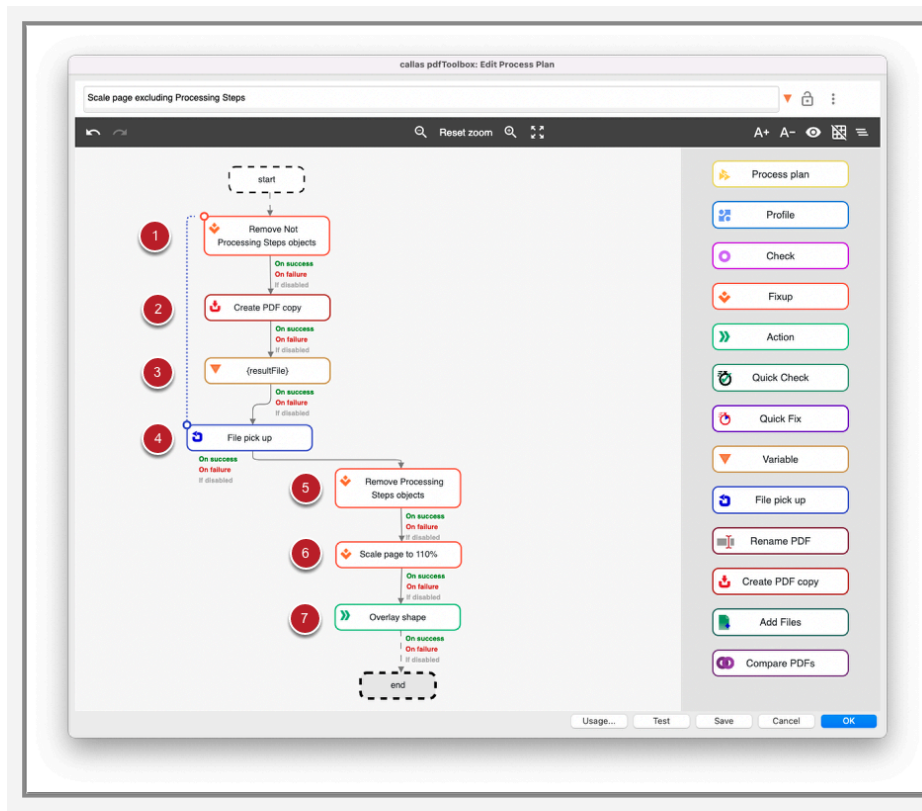 callas pdfToolbox: Edit Process Plan
Scale page excluding Processing Steps
Reset zoom
A+ A-
start
1
Remove Not
Processing Steps objects
On success
On failure
If disabled
2
Create PDF copy
On success
On failure
If disabled
3
{resultFile}
On success
On failure
If disabled
4
File pick up
On success
On failure
If disabled
5
Remove Processing
Steps objects
On success
On failure
If disabled
6
Scale page to 110%
On success
On failure
If disabled
7
Overlay shape
On success
On failure
If disabled
end
Process plan
Profile
Check
Fixup
Action
Quick Check
Quick Fix
Variable
File pick up
Rename PDF
Create PDF copy
Add Files
Compare PDFs
Usage...
Test
Save
Cancel
OK